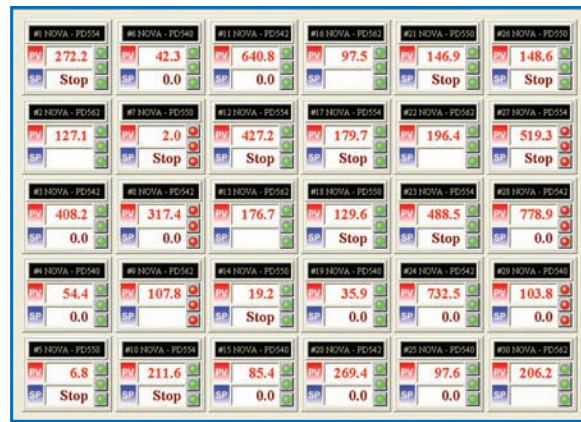 #1 NOVA - PD554
PV 272.2
SP Stop
#6 NOVA - PD540
PV 42.3
SP 0.0
#11 NOVA - PD542
PV 640.8
SP 0.0
#16 NOVA - PD562
PV 97.5
SP
#21 NOVA - PD550
PV 146.9
SP Stop
#26 NOVA - PD550
PV 148.6
SP Stop
#2 NOVA - PD562
PV 127.1
SP
#7 NOVA - PD550
PV 2.0
SP Stop
#12 NOVA - PD554
PV 427.2
SP Stop
#17 NOVA - PD554
PV 179.7
SP Stop
#22 NOVA - PD562
PV 196.4
SP
#27 NOVA - PD554
PV 519.3
SP Stop
#3 NOVA - PD542
PV 408.2
SP 0.0
#8 NOVA - PD542
PV 317.4
SP 0.0
#13 NOVA - PD562
PV 176.7
SP
#18 NOVA - PD550
PV 129.6
SP Stop
#23 NOVA - PD554
PV 488.5
SP Stop
#28 NOVA - PD542
PV 778.9
SP 0.0
#4 NOVA - PD540
PV 54.4
SP 0.0
#9 NOVA - PD562
PV 107.8
SP
#14 NOVA - PD550
PV 19.2
SP Stop
#19 NOVA - PD540
PV 35.9
SP 0.0
#24 NOVA - PD542
PV 732.5
SP 0.0
#29 NOVA - PD540
PV 103.8
SP 0.0
#5 NOVA - PD550
PV 6.8
SP Stop
#10 NOVA - PD554
PV 211.6
SP Stop
#15 NOVA - PD540
PV 85.4
SP 0.0
#20 NOVA - PD542
PV 269.4
SP 0.0
#25 NOVA - PD540
PV 97.6
SP 0.0
#30 NOVA - PD562
PV 206.2
SP